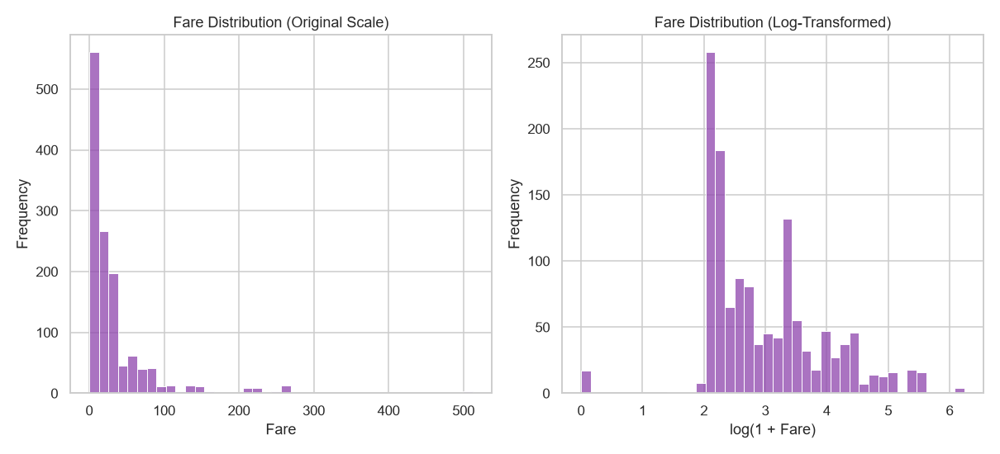 Fare Distribution (Original Scale)
Frequency
500
400
300
200
100
0
0 100 200 300 400 500
Fare
Fare Distribution (Log-Transformed)
Frequency
250
200
150
100
50
0
0 1 2 3 4 5 6
log(1 + Fare)